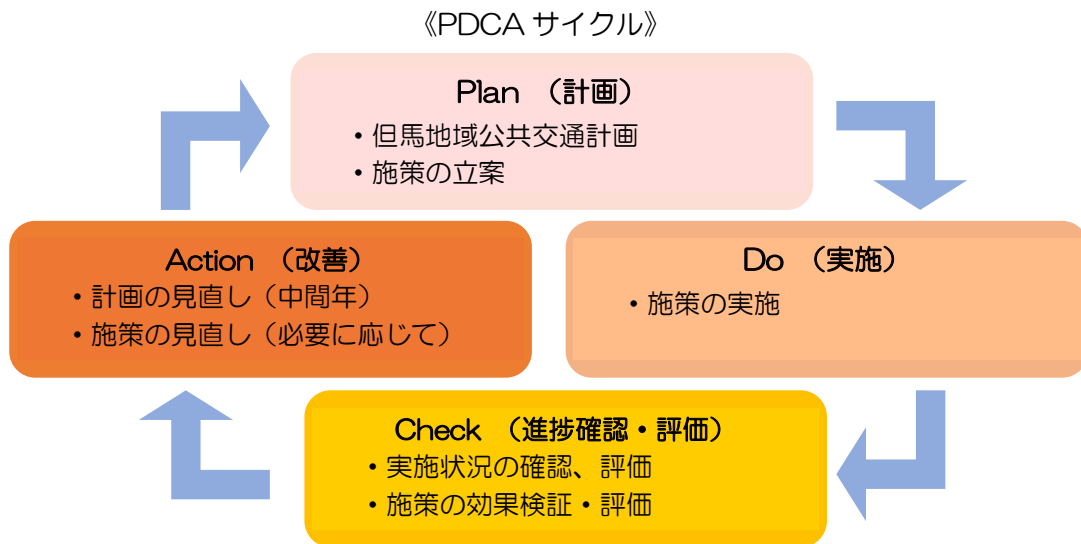 《PDCA サイクル》
Plan （計画）
・但馬地域公共交通計画
・施策の立案
Action （改善）
・計画の見直し（中間年）
・施策の見直し（必要に応じて）
Do （実施）
・施策の実施
Check （進捗確認・評価）
・実施状況の確認、評価
・施策の効果検証・評価